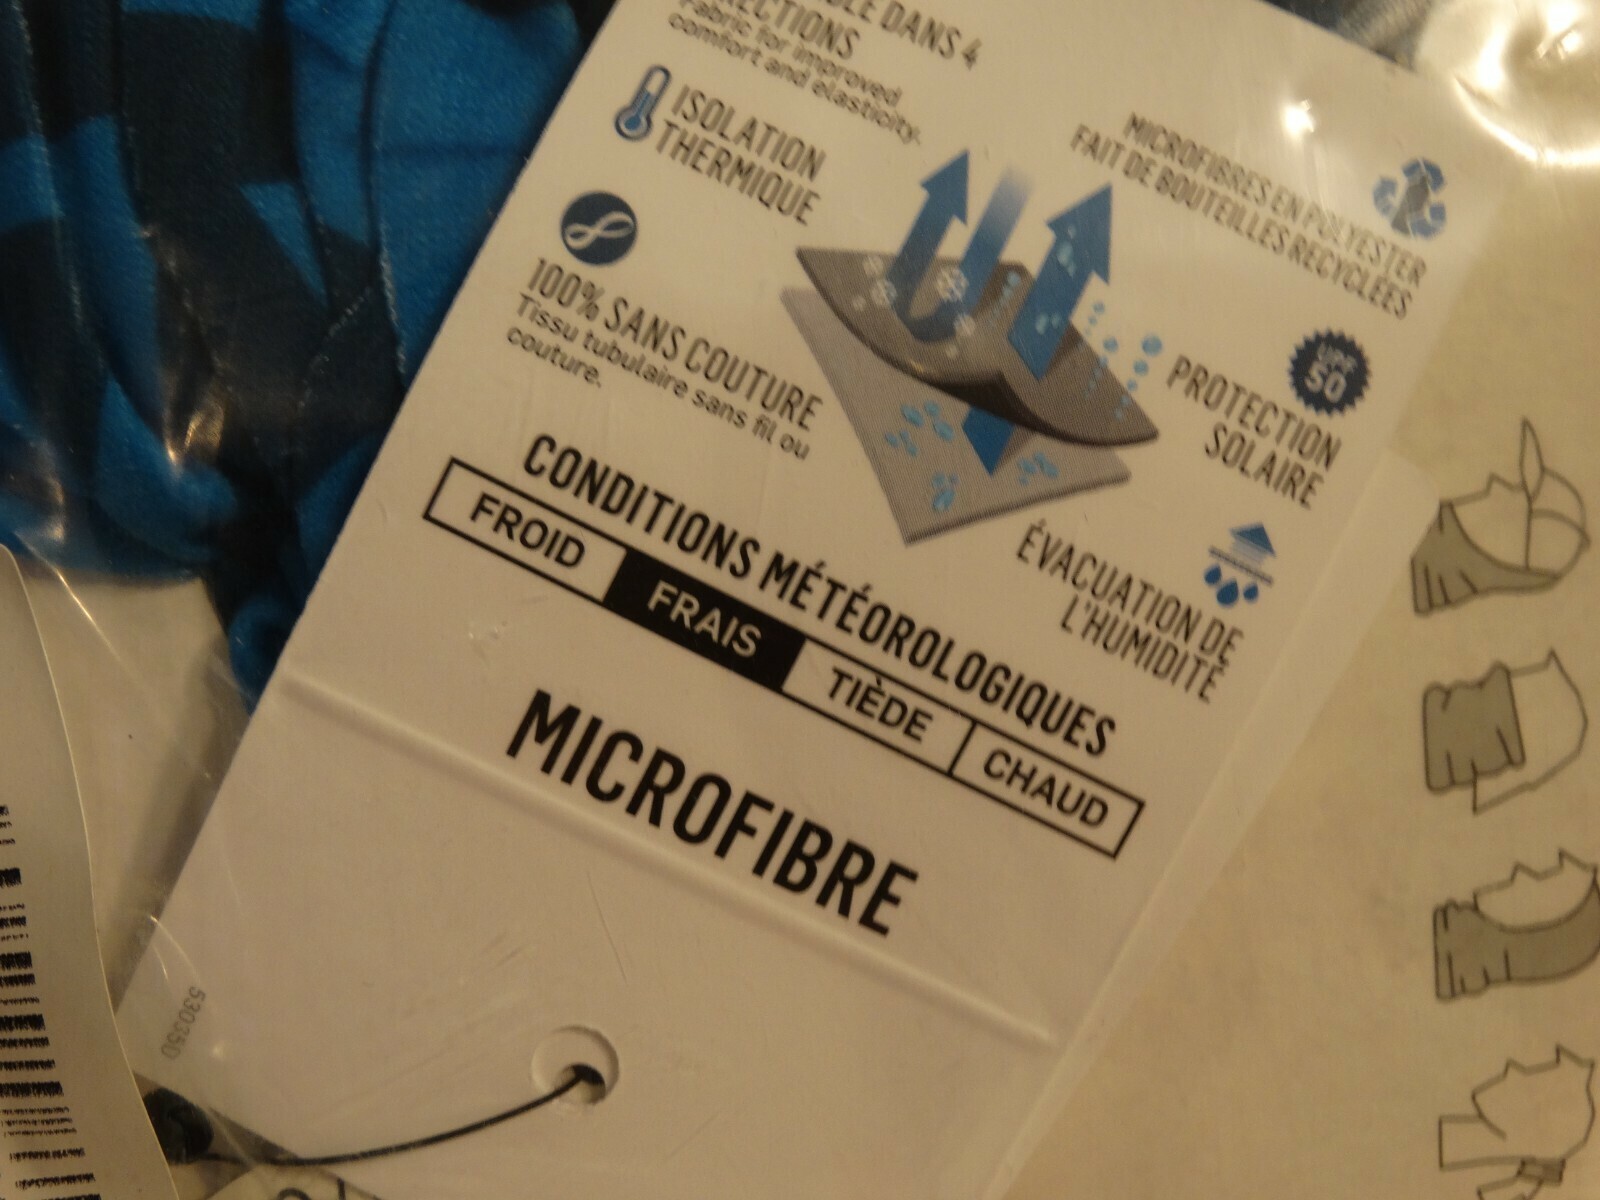 DANS 4
Fabric for improved
comfort and elasticity.
ISOLATION
THERMIQUE
MICROFIBRES EN POLYESTER
FAIT DE BOUTEILLES RECYCLÉES
100% SANS COUTURE
Tissu tubulaire sans fil ou
couture.
UPF
50
PROTECTION
SOLAIRE
ÉVACUATION DE
L'HUMIDITÉ
CONDITIONS MÉTÉOROLOGIQUES
FROID
FRAIS
TIÈDE
CHAUD
MICROFIBRE
530350